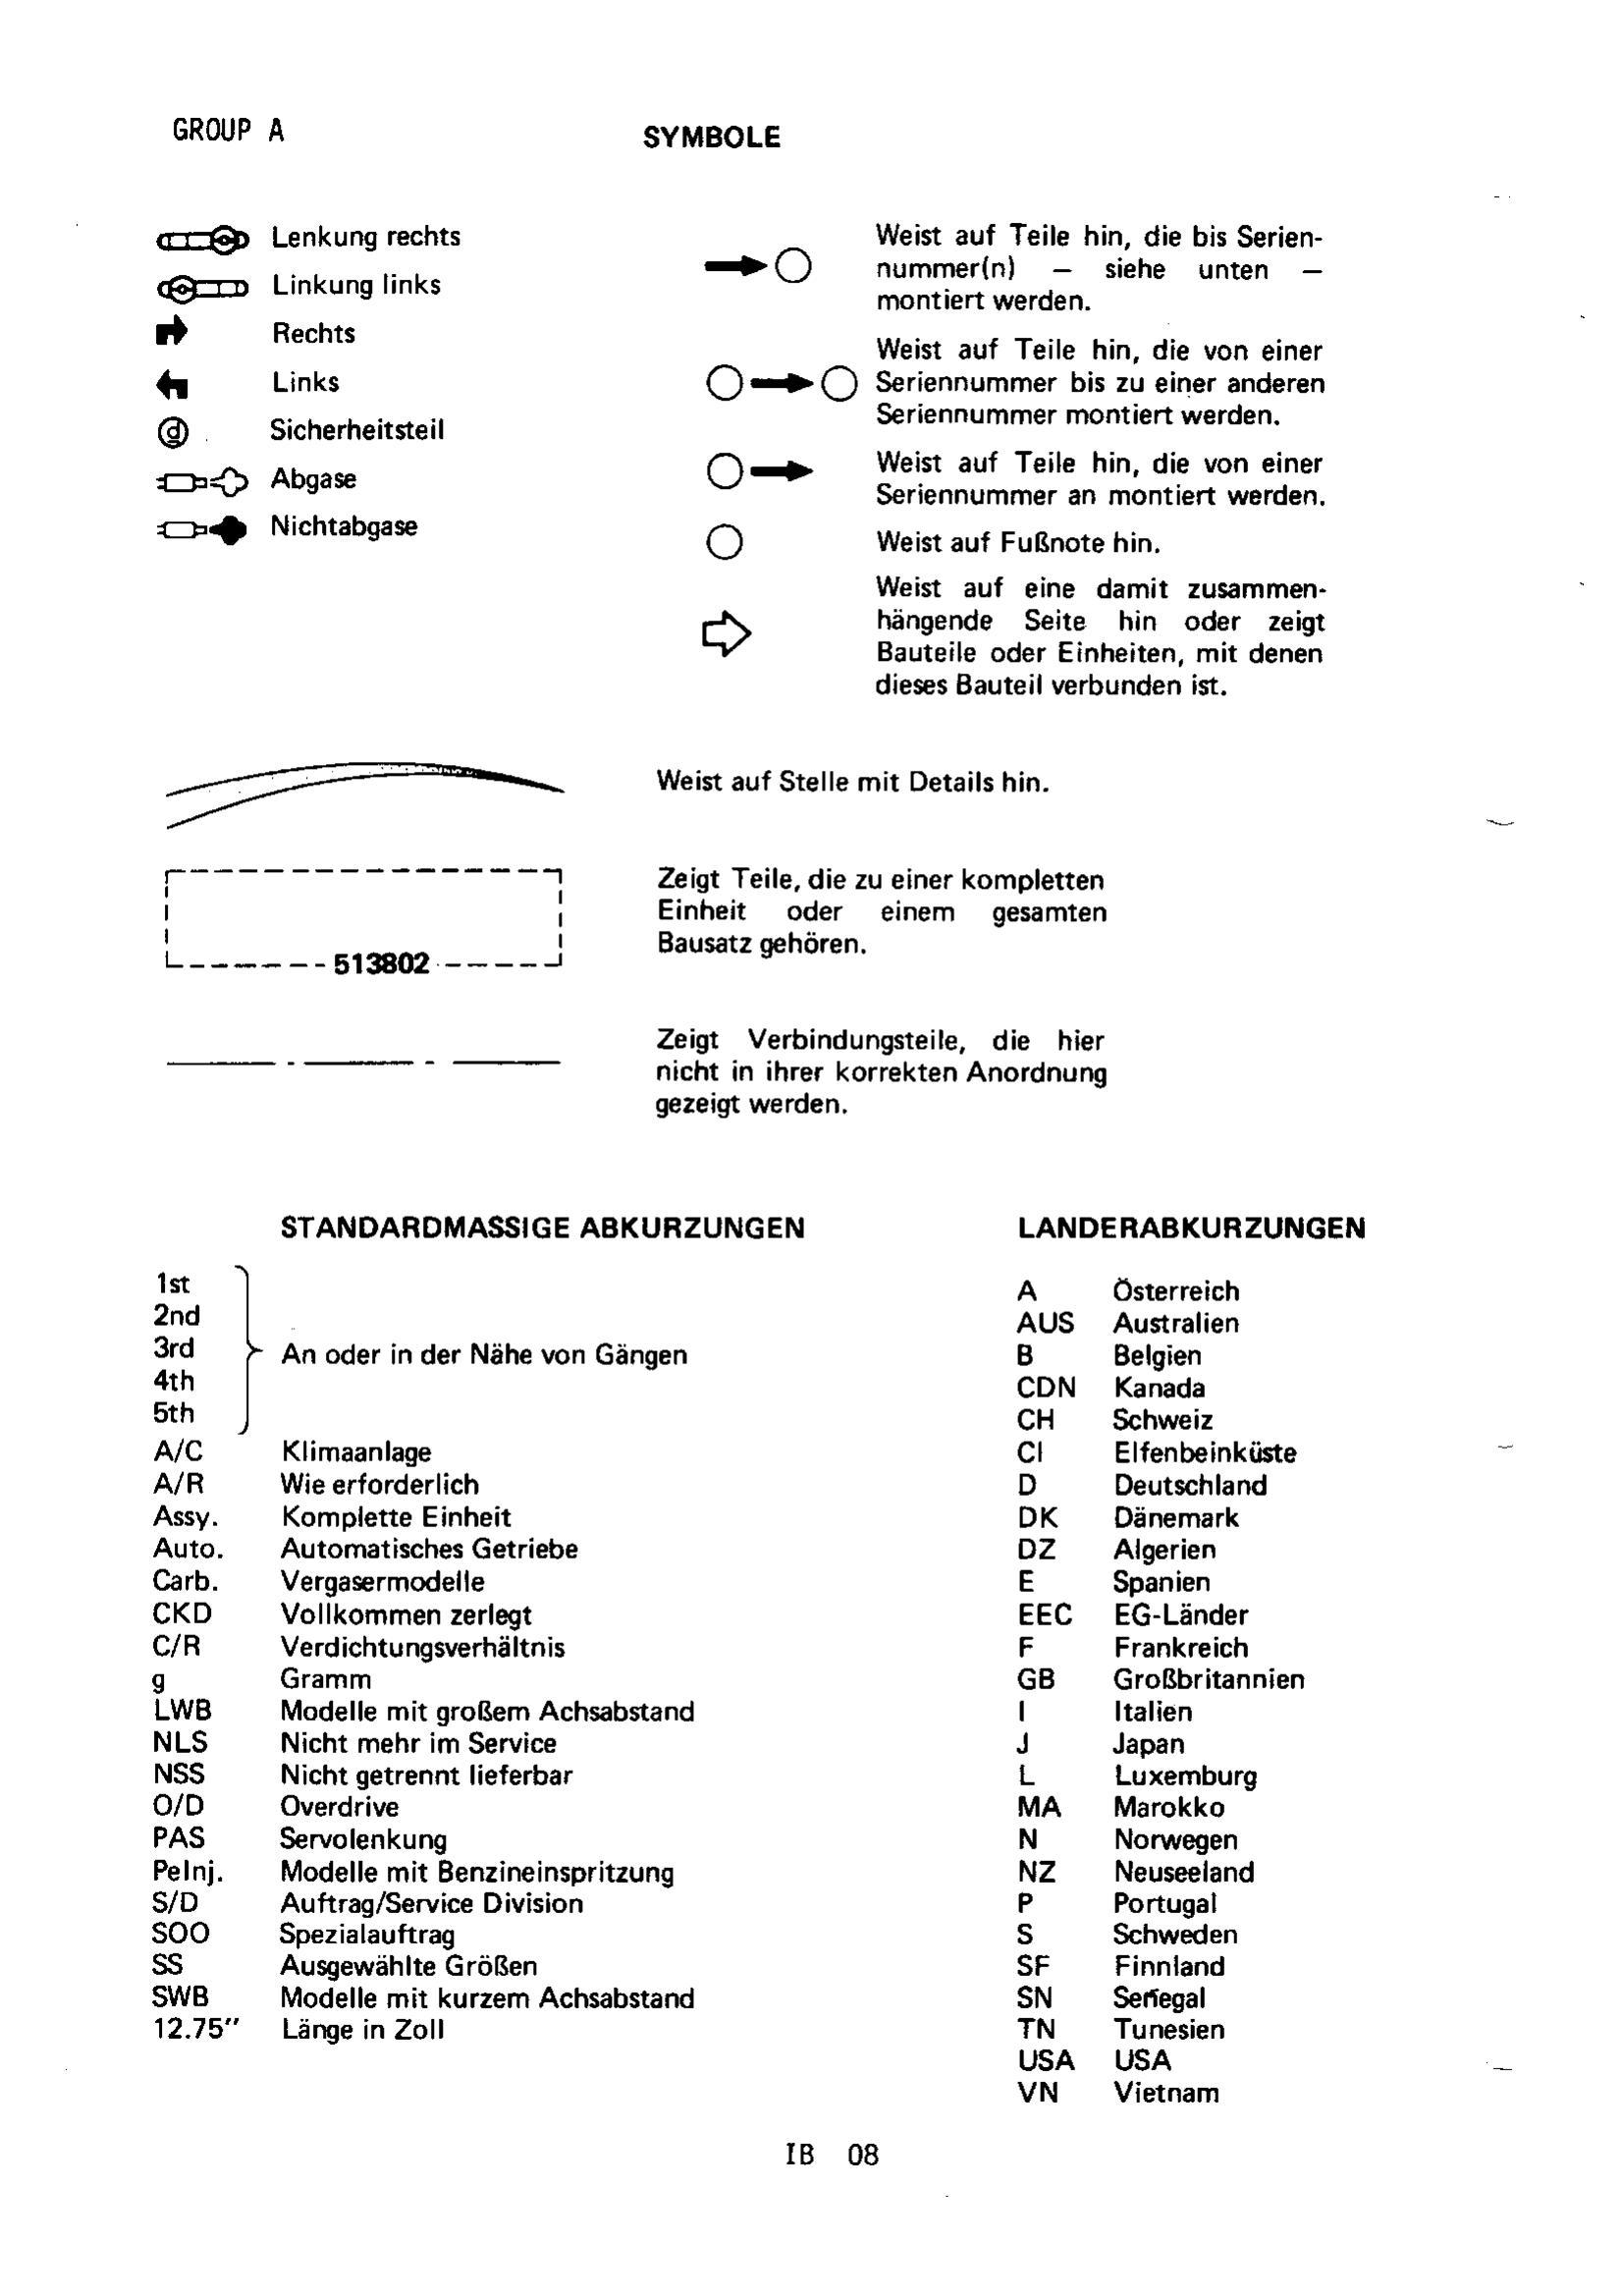 GROUP A
SYMBOLE
Lenkung rechts
Linkung links
Rechts
Links
d Sicherheitsteil
Abgase
Nichtabgase
Weist auf Teile hin, die bis Serien-
nummer(n) – siehe unten –
montiert werden.
Weist auf Teile hin, die von einer
Seriennummer bis zu einer anderen
Seriennummer montiert werden.
Weist auf Teile hin, die von einer
Seriennummer an montiert werden.
Weist auf Fußnote hin.
Weist auf eine damit zusammen-
hängende Seite hin oder zeigt
Bauteile oder Einheiten, mit denen
dieses Bauteil verbunden ist.
Weist auf Stelle mit Details hin.
Zeigt Teile, die zu einer kompletten
Einheit oder einem gesamten
Bausatz gehören.
513802
Zeigt Verbindungsteile, die hier
nicht in ihrer korrekten Anordnung
gezeigt werden.
STANDARDMASSIGE ABKURZUNGEN
1st
2nd
3rd
4th
5th
An oder in der Nähe von Gängen
A/C Klimaanlage
A/R Wie erforderlich
Assy. Komplette Einheit
Auto. Automatisches Getriebe
Carb. Vergasermodelle
CKD Vollkommen zerlegt
C/R Verdichtungsverhältnis
g Gramm
LWB Modelle mit großem Achsabstand
NLS Nicht mehr im Service
NSS Nicht getrennt lieferbar
O/D Overdrive
PAS Servolenkung
PeInj. Modelle mit Benzineinspritzung
S/D Auftrag/Service Division
SOO Spezialauftrag
SS Ausgewählte Größen
SWB Modelle mit kurzem Achsabstand
12.75" Länge in Zoll
LANDERABKURZUNGEN
A Österreich
AUS Australien
B Belgien
CDN Kanada
CH Schweiz
CI Elfenbeinküste
D Deutschland
DK Dänemark
DZ Algerien
E Spanien
EEC EG-Länder
F Frankreich
GB Großbritannien
I Italien
J Japan
L Luxemburg
MA Marokko
N Norwegen
NZ Neuseeland
P Portugal
S Schweden
SF Finnland
SN Senegal
TN Tunesien
USA USA
VN Vietnam
IB 08